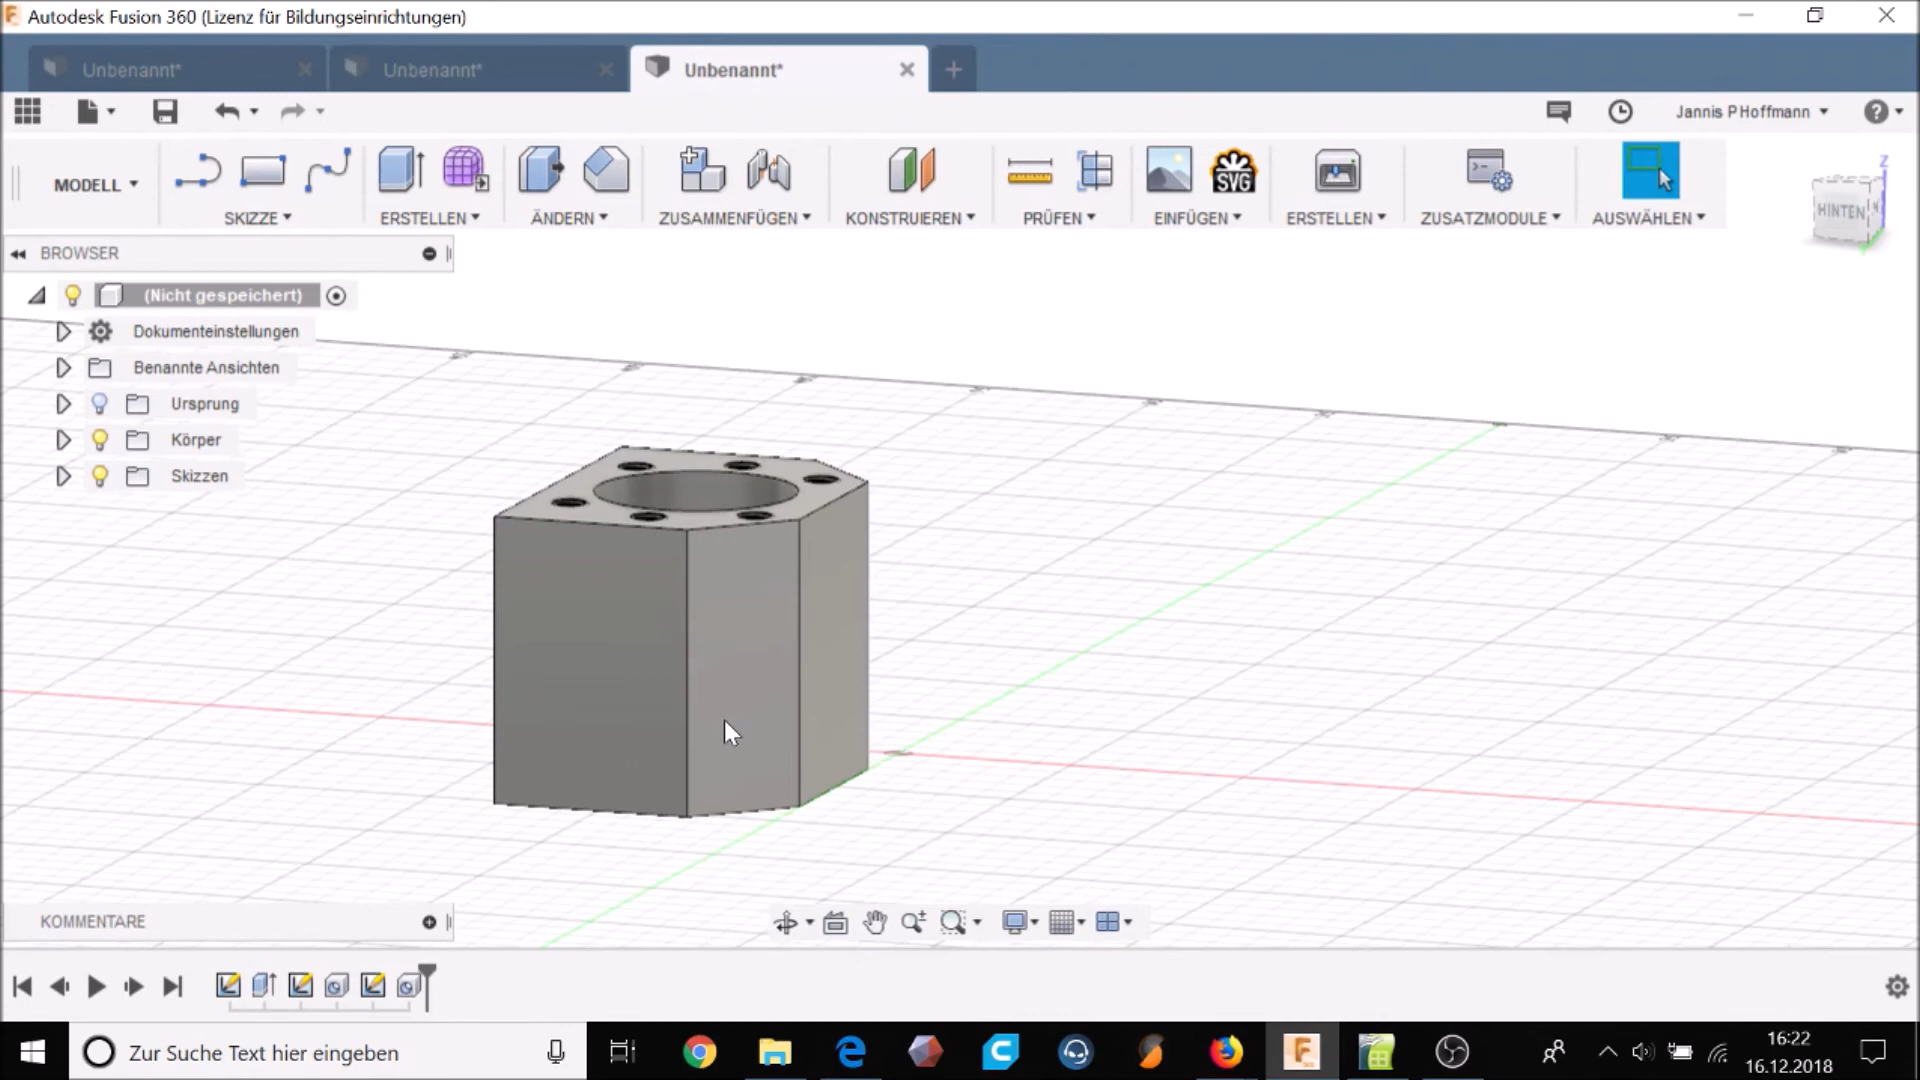 Autodesk Fusion 360 (Lizenz für Bildungseinrichtungen)
Unbenannt*
Unbenannt*
Unbenannt*
Jannis P Hoffmann
MODELL
SKIZZE
ERSTELLEN
ÄNDERN
ZUSAMMENFÜGEN
KONSTRUIEREN
PRÜFEN
SVG
EINFÜGEN
ERSTELLEN
ZUSATZMODULE
AUSWÄHLEN
Z
HINTEN
BROWSER
(Nicht gespeichert)
Dokumenteinstellungen
Benannte Ansichten
Ursprung
Körper
Skizzen
KOMMENTARE
Zur Suche Text hier eingeben
16:22
16.12.2018